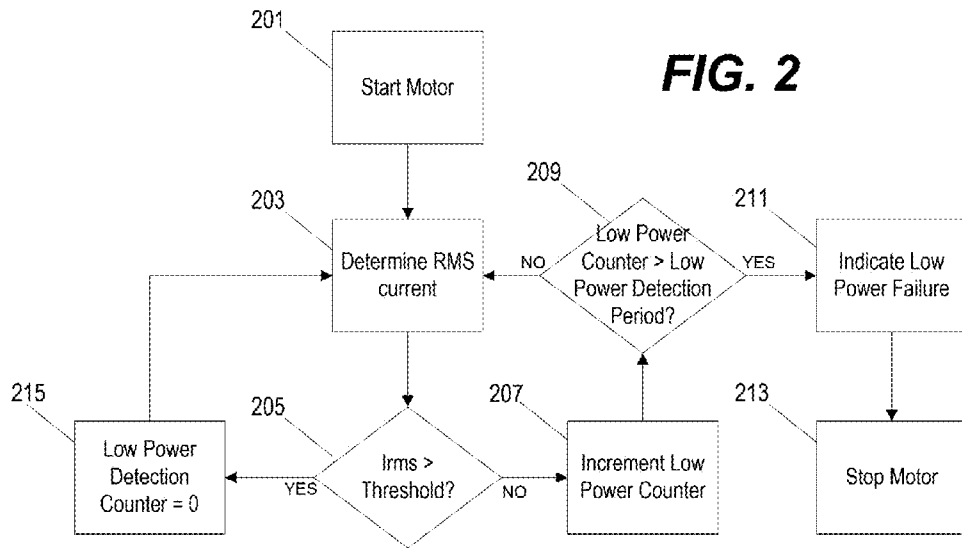 201
Start Motor
FIG. 2
203
Determine RMS
current
209
Low Power
Counter > Low
Power Detection
Period?
NO
YES
211
Indicate Low
Power Failure
215
Low Power
Detection
Counter = 0
205
Irms >
Threshold?
YES
NO
207
Increment Low
Power Counter
213
Stop Motor